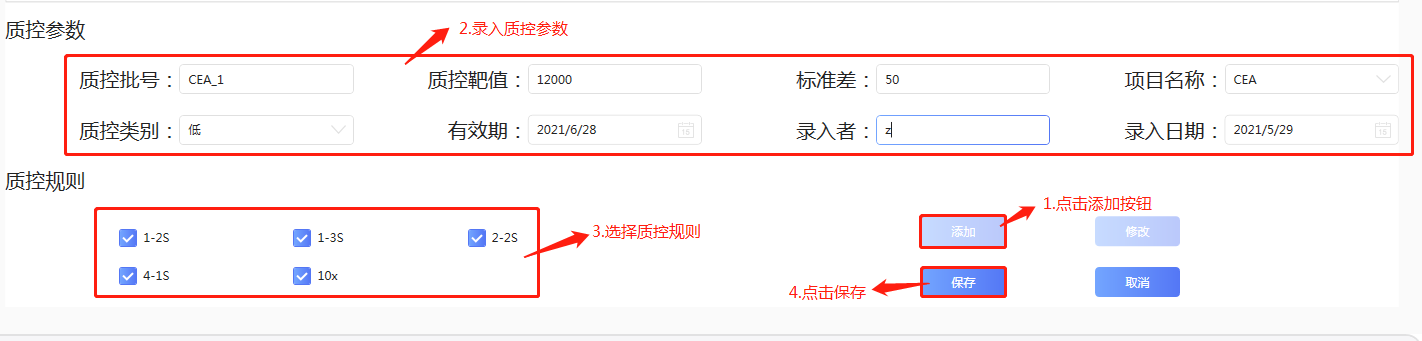 质控参数
2.录入质控参数
质控批号： CEA_1 质控靶值： 12000 标准差： 50 项目名称： CEA
质控类别： 低 有效期： 2021/6/28 录入者： z 录入日期： 2021/5/29
质控规则
1.点击添加按钮
1-2S 1-3S 2-2S 3.选择质控规则 添加 修改
4-1S 10x 4.点击保存 保存 取消